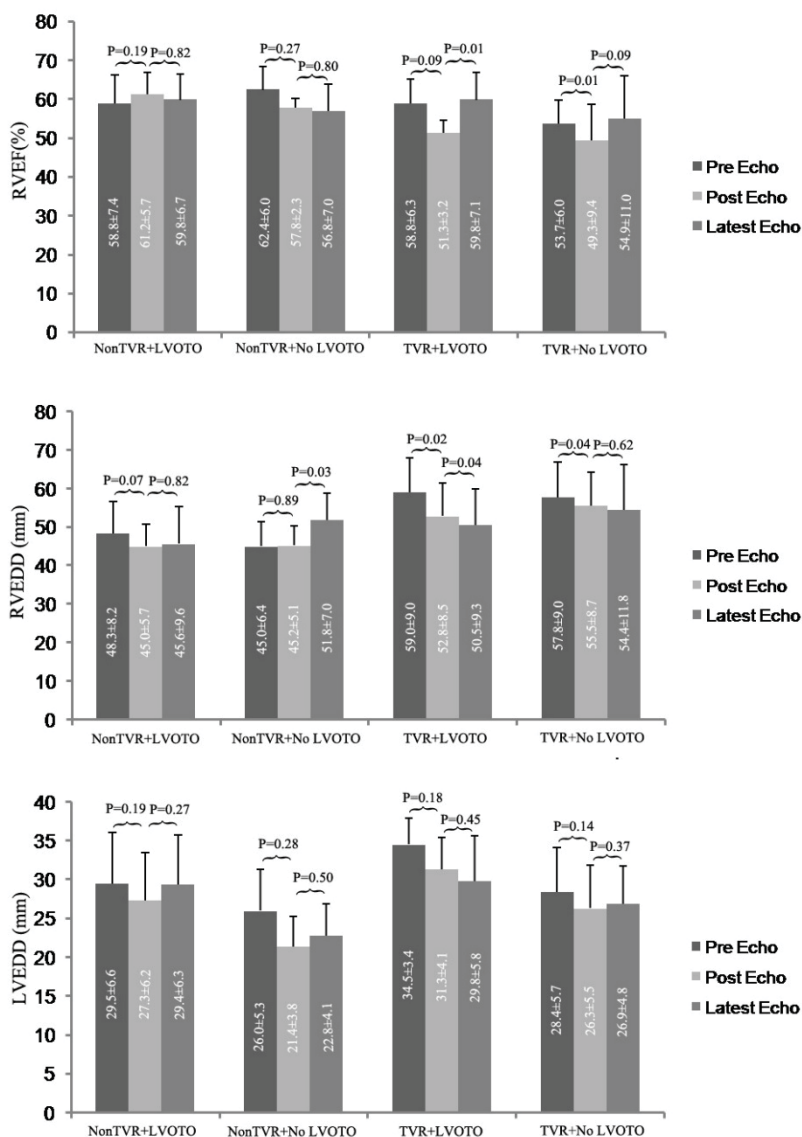 80
70
60
50
40
30
20
10
0
RVEF(%)
P=0.19
P=0.82
P=0.27
P=0.80
P=0.09
P=0.01
P=0.01
P=0.09
58.8±7.4
61.2±5.7
59.8±6.7
62.4±6.0
57.8±2.3
56.8±7.0
58.8±6.3
51.3±3.2
59.8±7.1
53.7±6.0
49.3±9.4
54.9±11.0
NonTVR+LVOTO
NonTVR+No LVOTO
TVR+LVOTO
TVR+No LVOTO
Pre Echo
Post Echo
Latest Echo
80
70
60
50
40
30
20
10
0
RVEDD (mm)
P=0.07
P=0.82
P=0.89
P=0.03
P=0.02
P=0.04
P=0.04
P=0.62
48.3±8.2
45.0±5.7
45.6±9.6
45.0±6.4
45.2±5.1
51.8±7.0
59.0±9.0
52.8±8.5
50.5±9.3
57.8±9.0
55.5±8.7
54.4±11.8
NonTVR+LVOTO
NonTVR+No LVOTO
TVR+LVOTO
TVR+No LVOTO
Pre Echo
Post Echo
Latest Echo
40
35
30
25
20
15
10
5
0
LVEDD (mm)
P=0.19
P=0.27
P=0.28
P=0.50
P=0.18
P=0.45
P=0.14
P=0.37
29.5±6.6
27.3±6.2
29.4±6.3
26.0±5.3
21.4±3.8
22.8±4.1
34.5±3.4
31.3±4.1
29.8±5.8
28.4±5.7
26.3±5.5
26.9±4.8
NonTVR+LVOTO
NonTVR+No LVOTO
TVR+LVOTO
TVR+No LVOTO
Pre Echo
Post Echo
Latest Echo